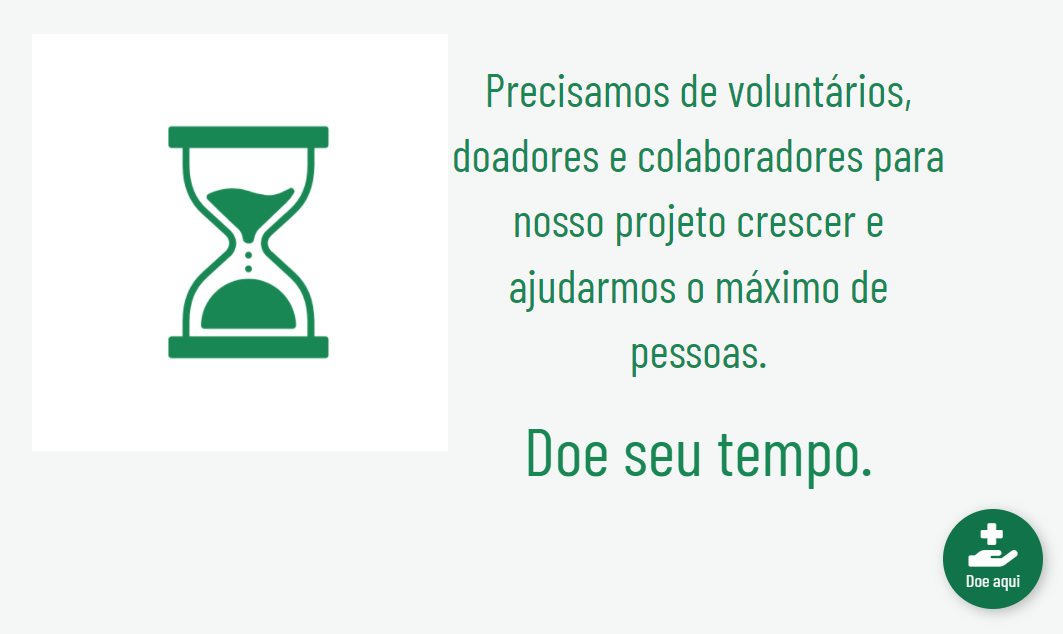 Precisamos de voluntários,
doadores e colaboradores para
nosso projeto crescer e
ajudarmos o máximo de
pessoas.
Doe seu tempo.
Doe aqui